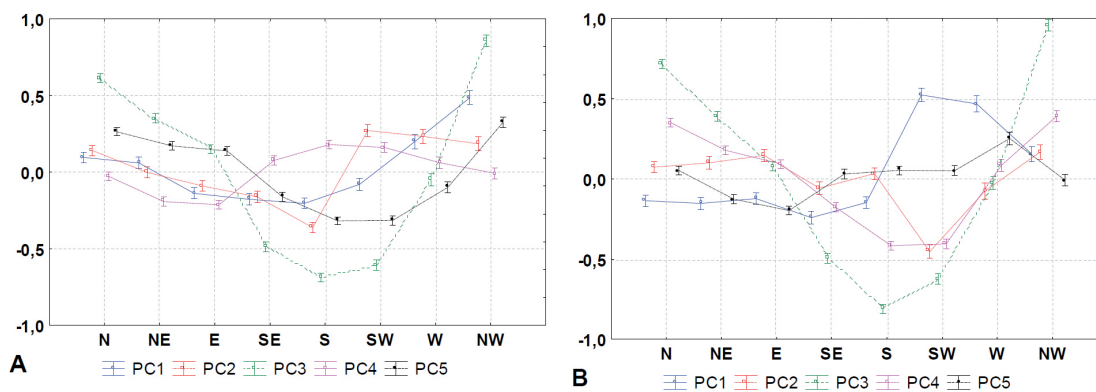 1,0
0,5
0,0
-0,5
-1,0
N NE E SE S SW W NW
A
PC1 PC2 PC3 PC4 PC5
1,0
0,5
0,0
-0,5
-1,0
N NE E SE S SW W NW
B
PC1 PC2 PC3 PC4 PC5